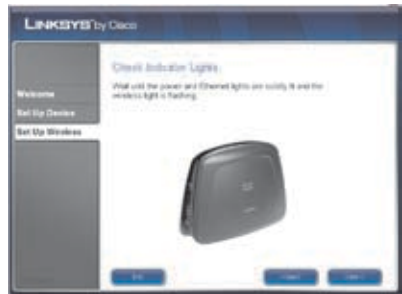 LINKSYS by Cisco
Check Indicator Lights
Wait until the power and Ethernet lights are solidly lit and the
wireless light is flashing.
Welcome
Set Up Device
Set Up Wireless